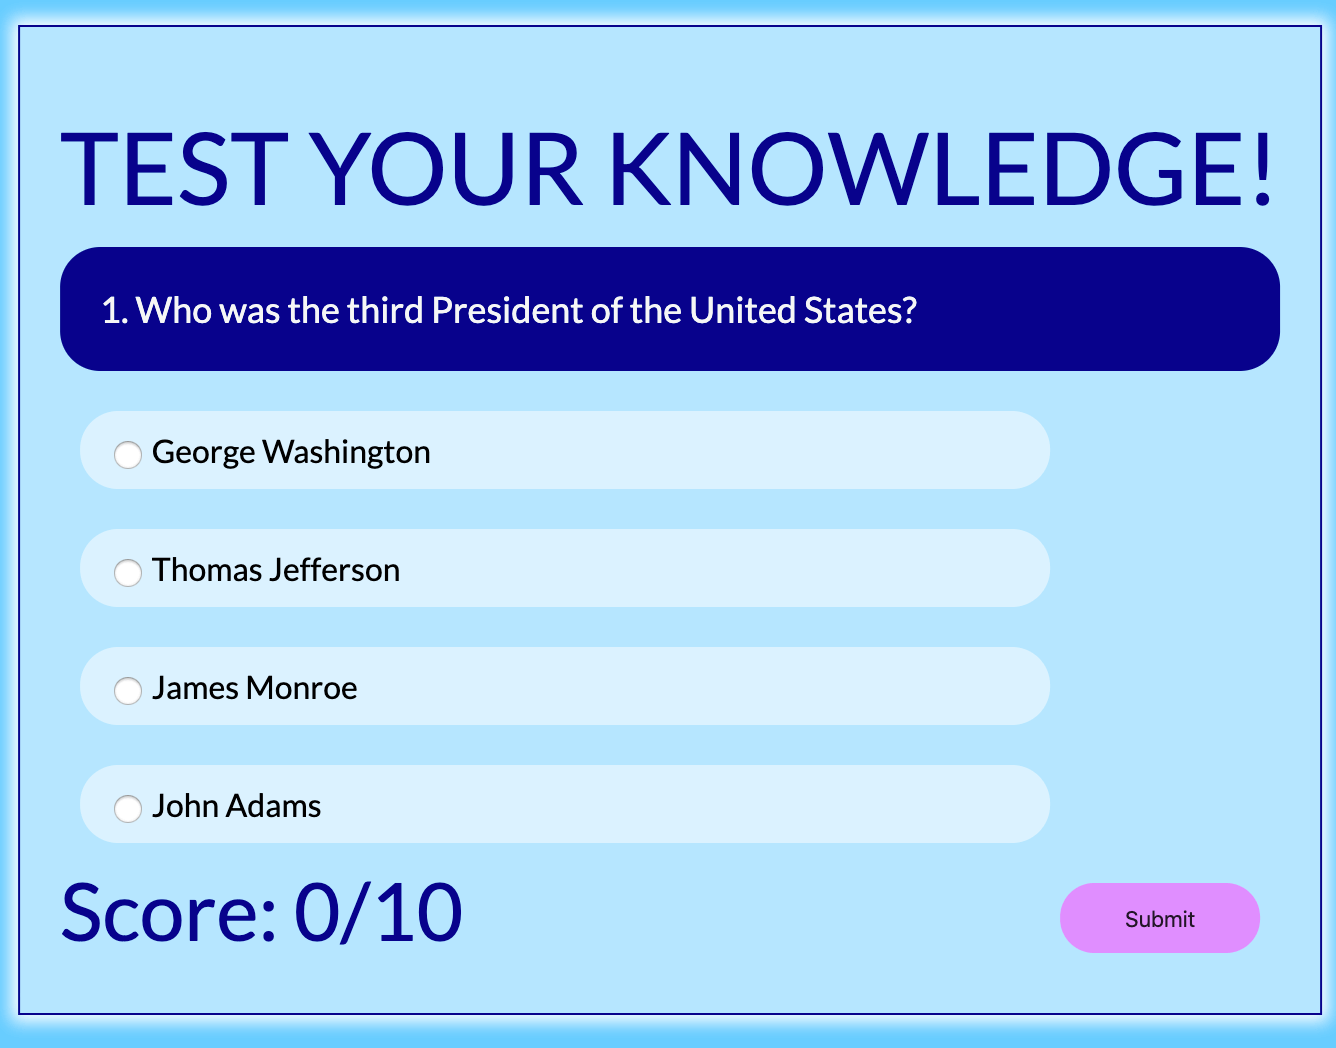 TEST YOUR KNOWLEDGE!
1. Who was the third President of the United States?
George Washington
Thomas Jefferson
James Monroe
John Adams
Score: 0/10
Submit